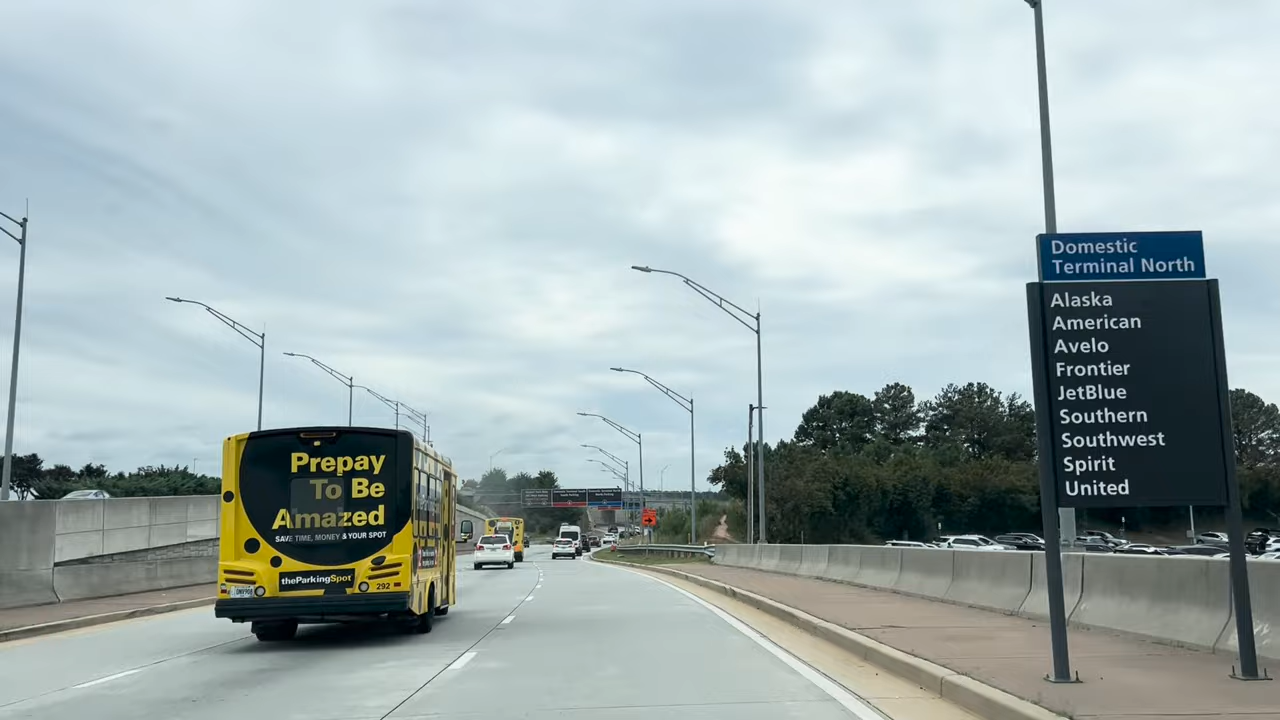 Prepay
To Be
Amazed
SAVE TIME, MONEY & YOUR SPOT
theParkingSpot
292
Domestic
Terminal North
Alaska
American
Avelo
Frontier
JetBlue
Southern
Southwest
Spirit
United